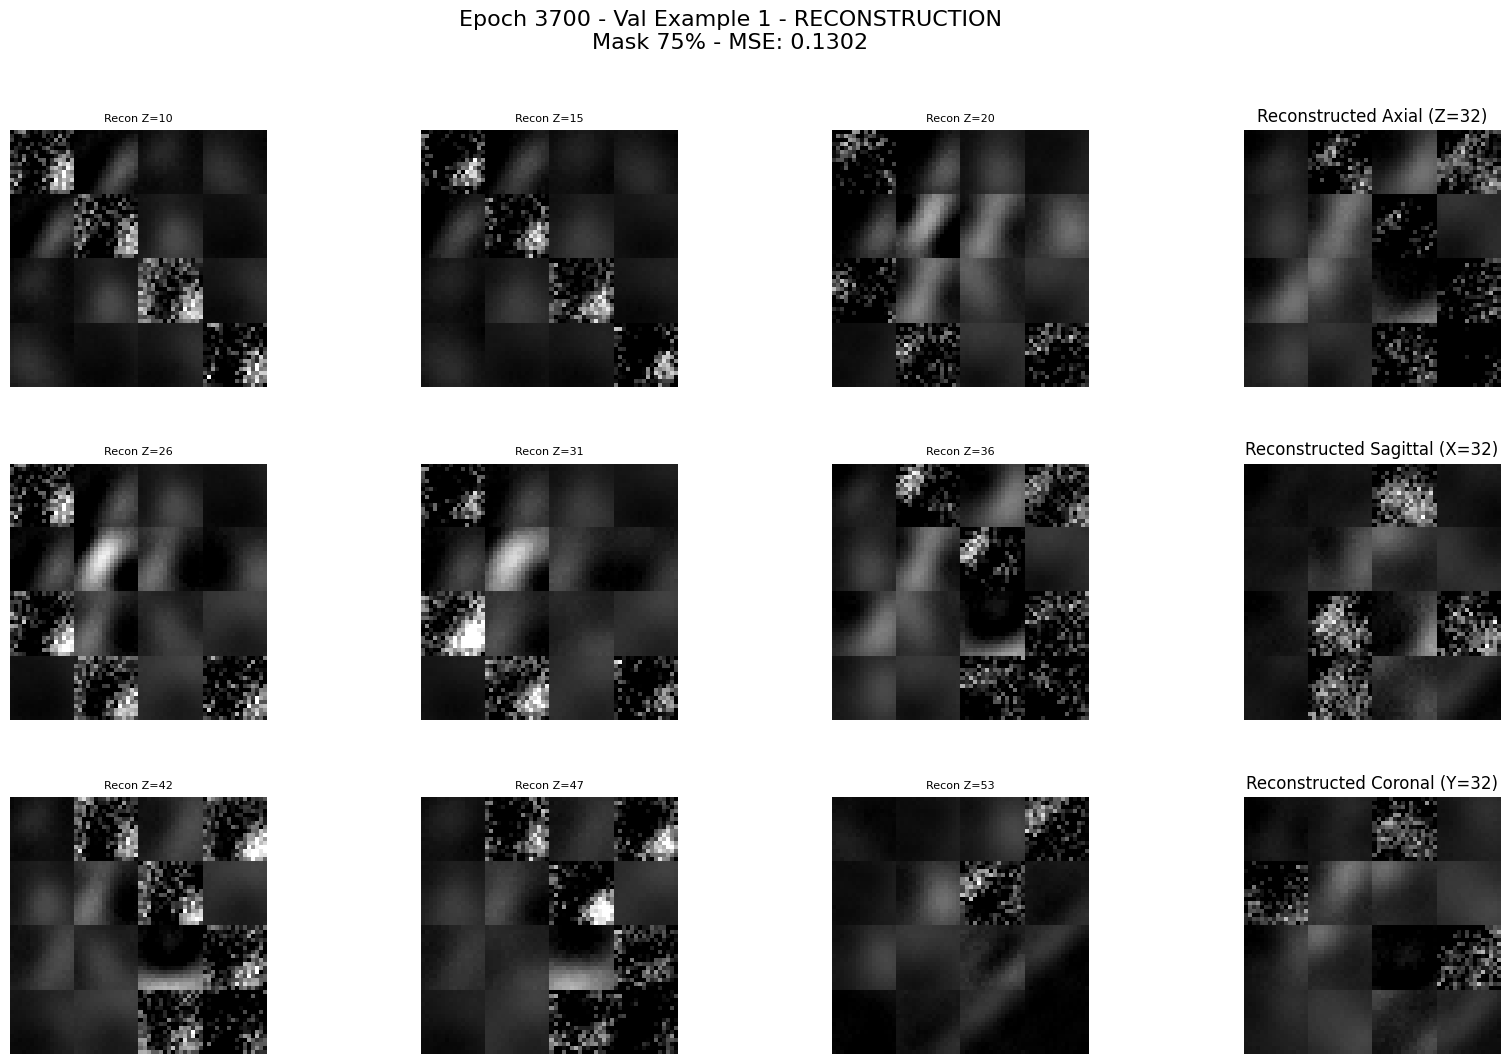 Epoch 3700 - Val Example 1 - RECONSTRUCTION
Mask 75% - MSE: 0.1302
Recon Z=10
Recon Z=15
Recon Z=20
Reconstructed Axial (Z=32)
Recon Z=26
Recon Z=31
Recon Z=36
Reconstructed Sagittal (X=32)
Recon Z=42
Recon Z=47
Recon Z=53
Reconstructed Coronal (Y=32)